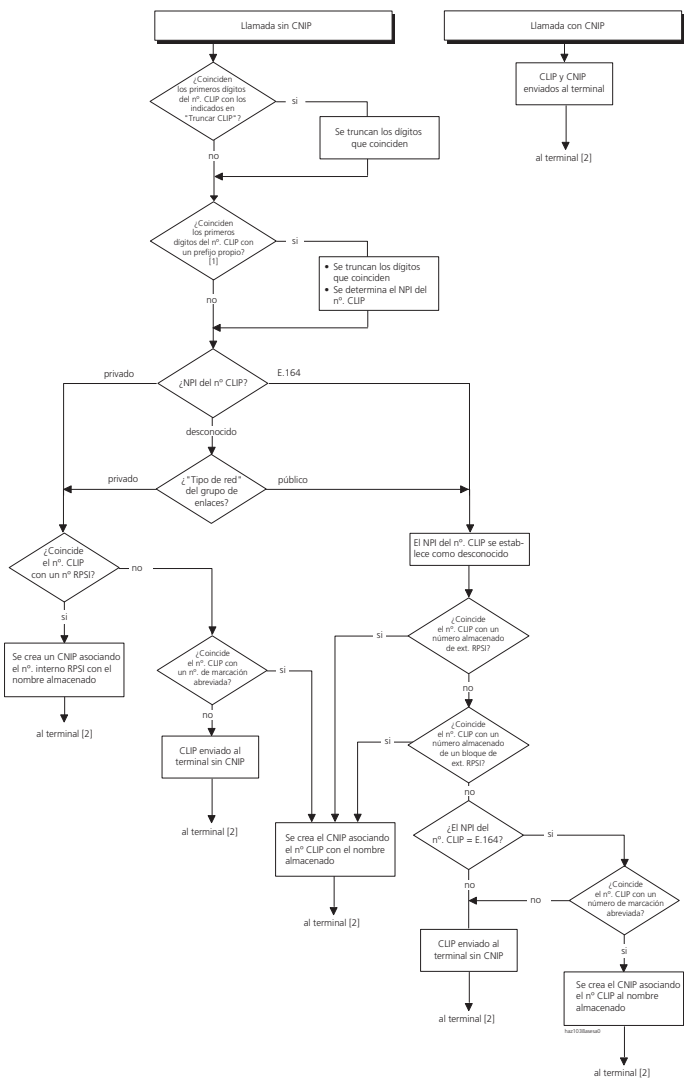 Llamada sin CNIP
Llamada con CNIP
¿Coinciden
los primeros dígitos
del nº. CLIP con los
indicados en
"Truncar CLIP"?
si
no
Se truncan los dígitos
que coinciden
CLIP y CNIP
enviados al terminal
al terminal [2]
¿Coinciden
los primeros
dígitos del nº. CLIP con
un prefijo propio?
[1]
si
no
• Se truncan los dígitos
que coinciden
• Se determina el NPI del
nº. CLIP
privado
¿NPI del nº CLIP?
E.164
desconocido
privado
¿"Tipo de red"
del grupo de
enlaces?
público
¿Coincide
el nº. CLIP
con un nº RPSI?
no
si
El NPI del nº. CLIP se estab-
lece como desconocido
Se crea un CNIP asociando
el nº. interno RPSI con el
nombre almacenado
al terminal [2]
¿Coincide
el nº. CLIP con
un nº. de marcación
abreviada?
si
no
CLIP enviado al
terminal sin CNIP
al terminal [2]
¿Coincide
el nº. CLIP con un
número almacenado
de ext. RPSI?
si
no
¿Coincide
el nº. CLIP con un
número almacenado
de un bloque de
ext. RPSI?
si
no
Se crea el CNIP asociando
el nº CLIP con el nombre
almacenado
al terminal [2]
¿El NPI del
nº. CLIP = E.164?
si
no
¿Coincide
el nº. CLIP con un
número de marcación
abreviada?
no
si
CLIP enviado al
terminal sin CNIP
al terminal [2]
Se crea el CNIP asociando
el nº CLIP al nombre
almacenado
al terminal [2]